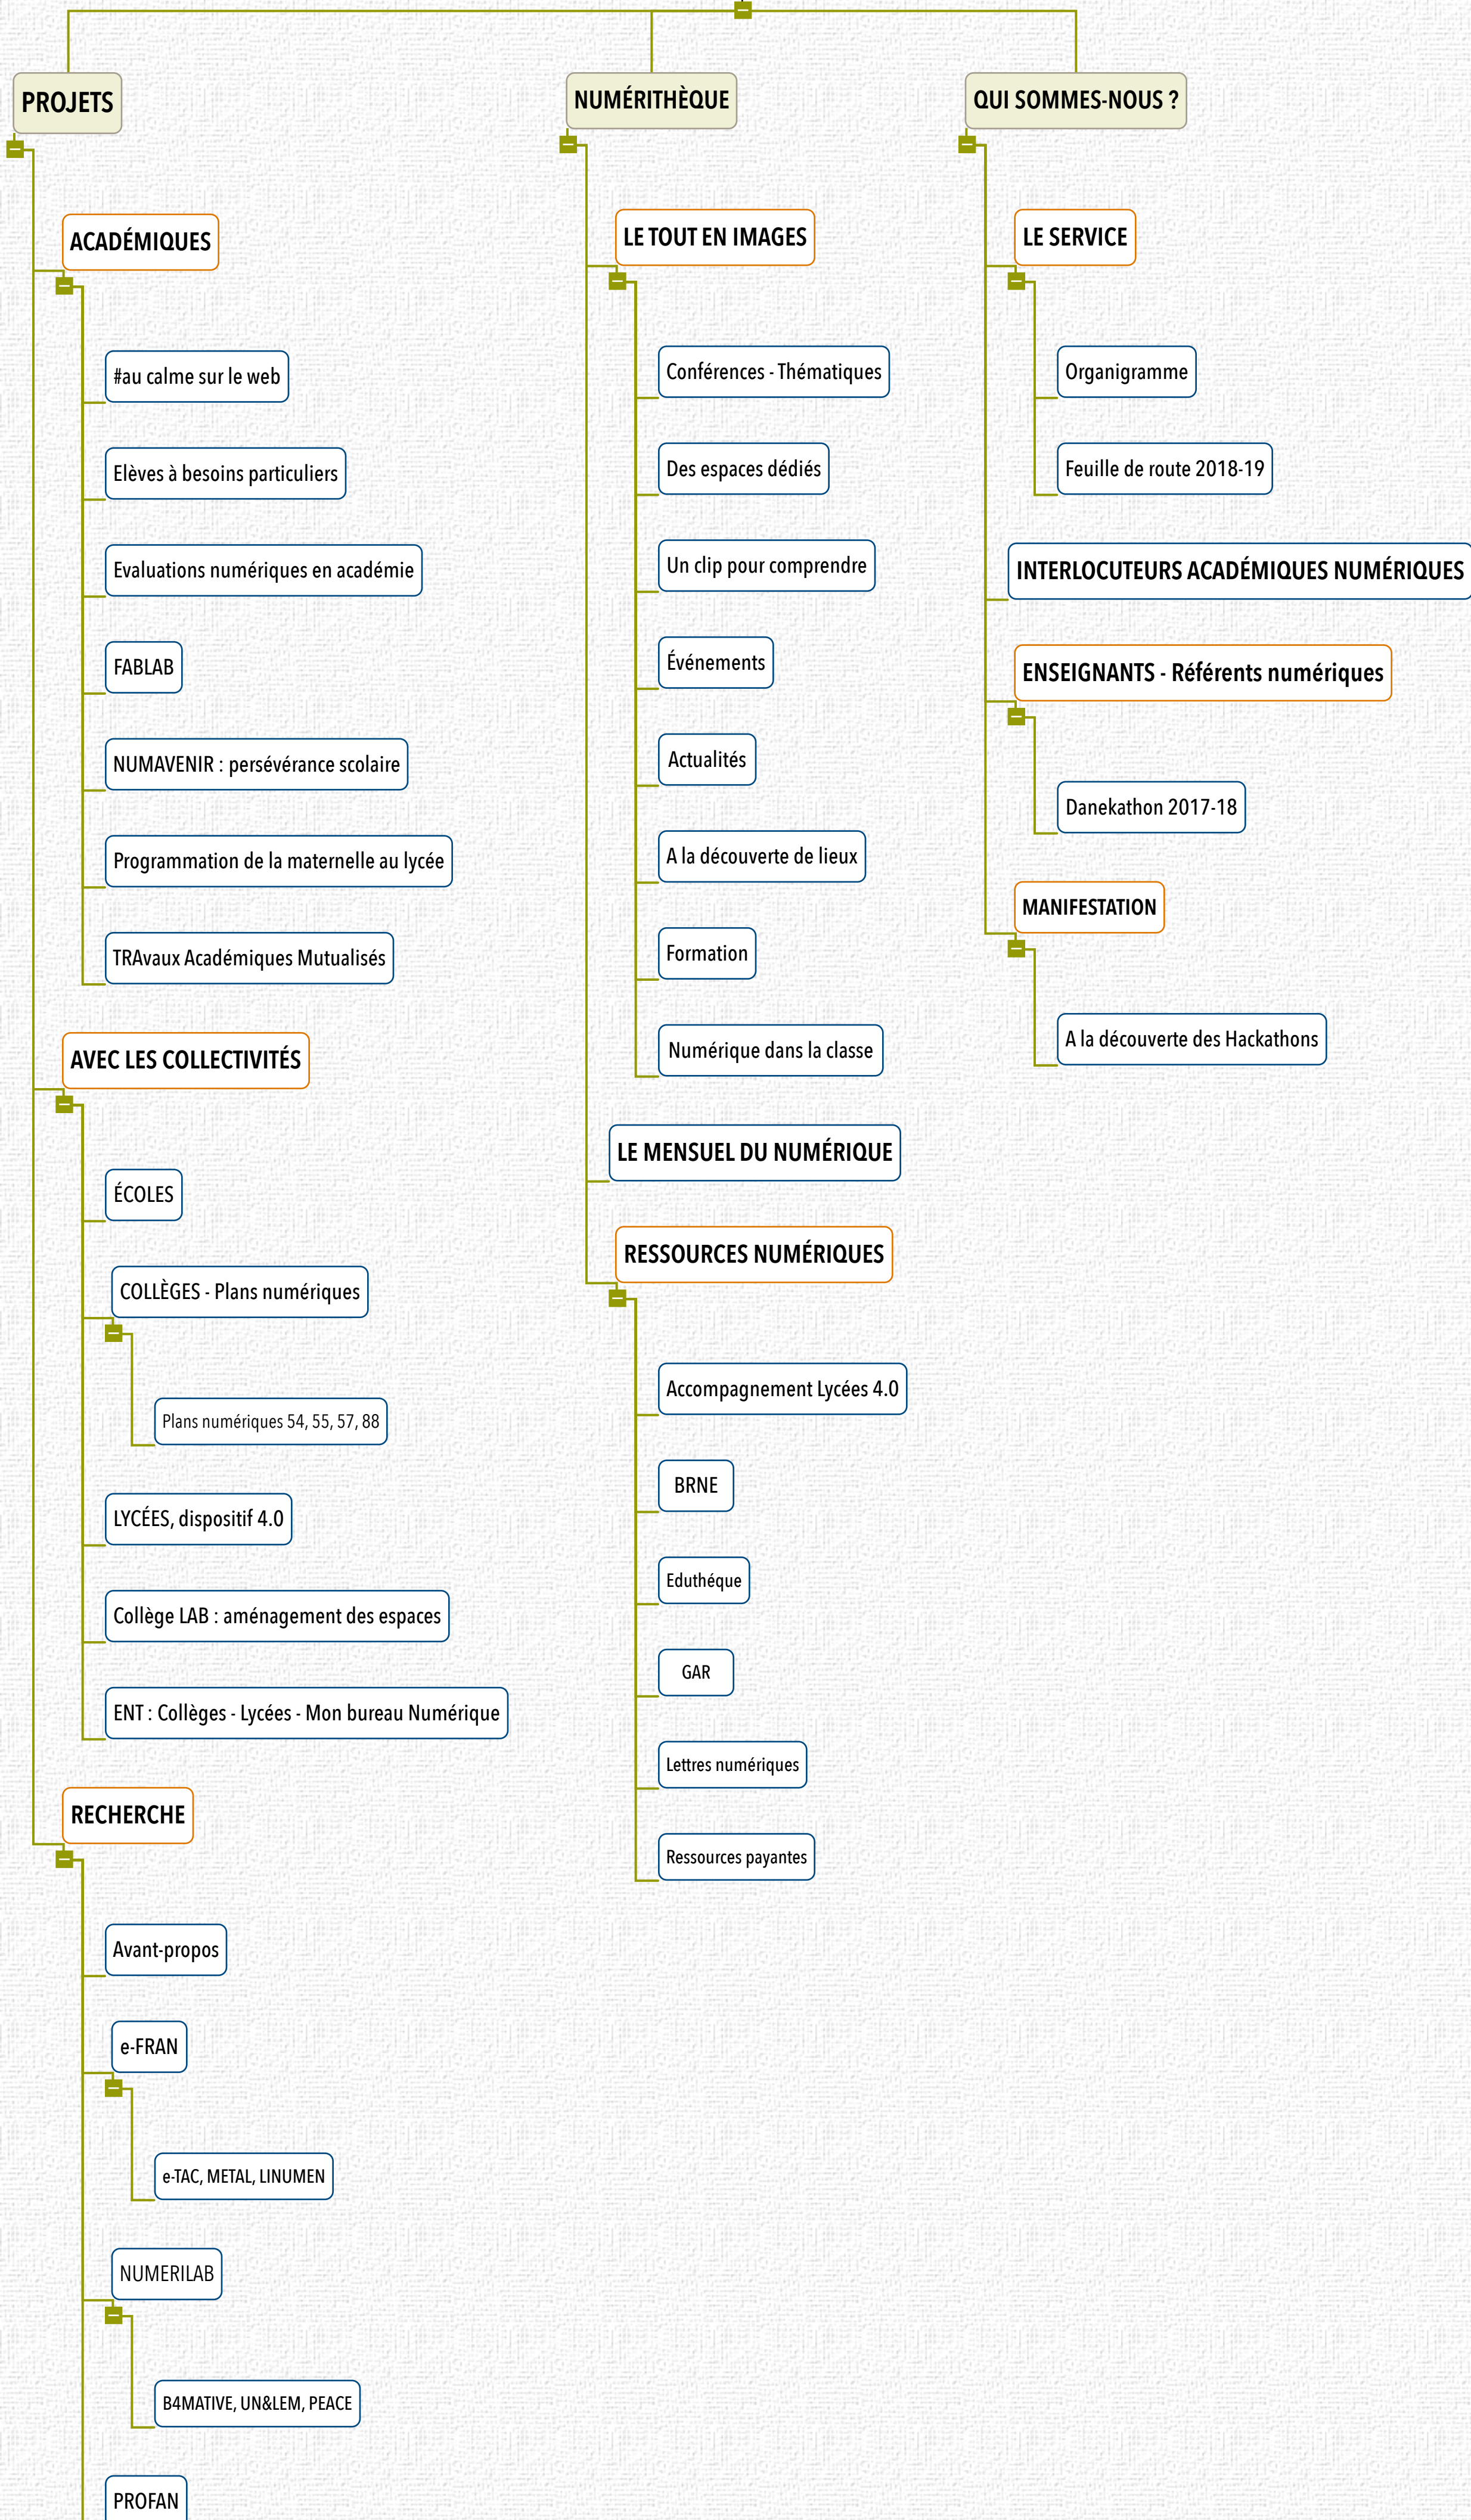 PROJETS
ACADÉMIQUES
#au calme sur le web
Elèves à besoins particuliers
Evaluations numériques en académie
FABLAB
NUMAVENIR : persévérance scolaire
Programmation de la maternelle au lycée
TRAvaux Académiques Mutualisés
AVEC LES COLLECTIVITÉS
ÉCOLES
COLLÈGES - Plans numériques
Plans numériques 54, 55, 57, 88
LYCÉES, dispositif 4.0
Collège LAB : aménagement des espaces
ENT : Collèges - Lycées - Mon bureau Numérique
RECHERCHE
Avant-propos
e-FRAN
e-TAC, METAL, LINUMEN
NUMERILAB
B4MATIVE, UN&LEM, PEACE
PROFAN
NUMÉRITHÈQUE
LE TOUT EN IMAGES
Conférences - Thématiques
Des espaces dédiés
Un clip pour comprendre
Événements
Actualités
A la découverte de lieux
Formation
Numérique dans la classe
LE MENSUEL DU NUMÉRIQUE
RESSOURCES NUMÉRIQUES
Accompagnement Lycées 4.0
BRNE
Eduthéque
GAR
Lettres numériques
Ressources payantes
QUI SOMMES-NOUS ?
LE SERVICE
Organigramme
Feuille de route 2018-19
INTERLOCUTEURS ACADÉMIQUES NUMÉRIQUES
ENSEIGNANTS - Référents numériques
Danekathon 2017-18
MANIFESTATION
A la découverte des Hackathons